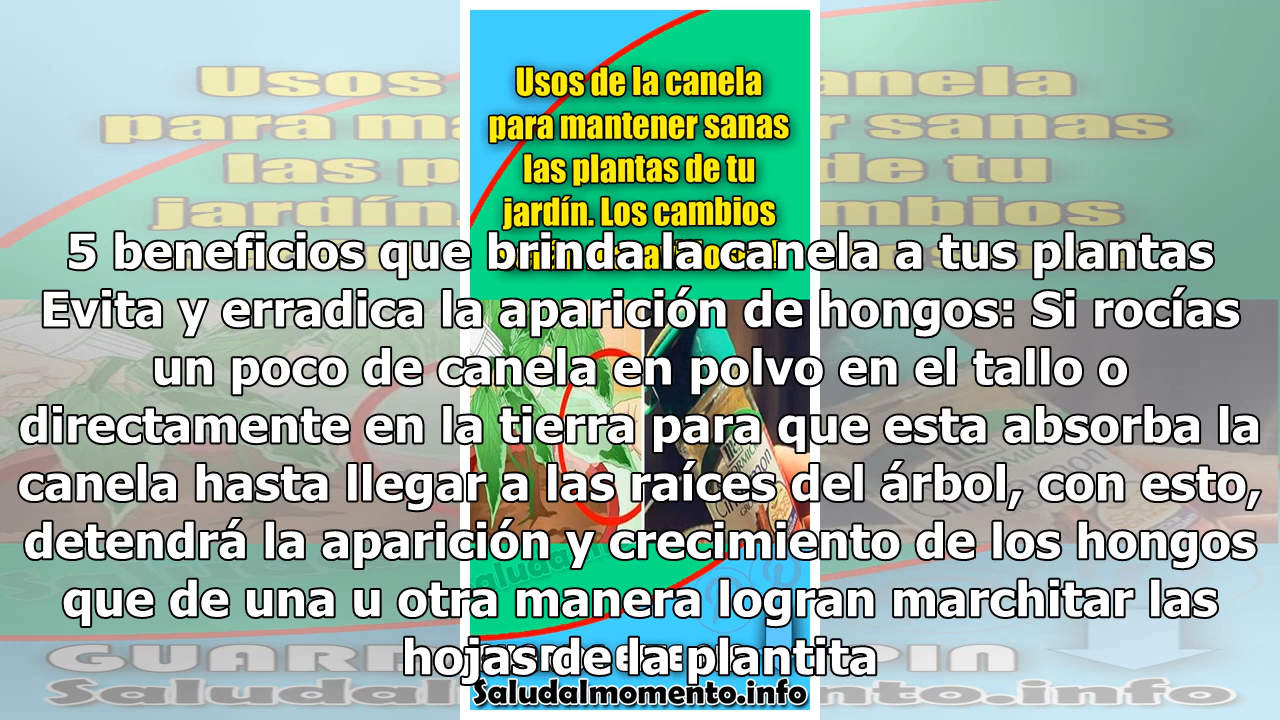 Usos de la canela
para mantener sanas
las plantas de tu
jardín. Los cambios
5 beneficios que brinda la canela a tus plantas
Evita y erradica la aparición de hongos: Si rocías
un poco de canela en polvo en el tallo o
directamente en la tierra para que esta absorba la
canela hasta llegar a las raíces del árbol, con esto,
detendrá la aparición y crecimiento de los hongos
que de una u otra manera logran marchitar las
hojas de la plantita
Saludalmomento.info